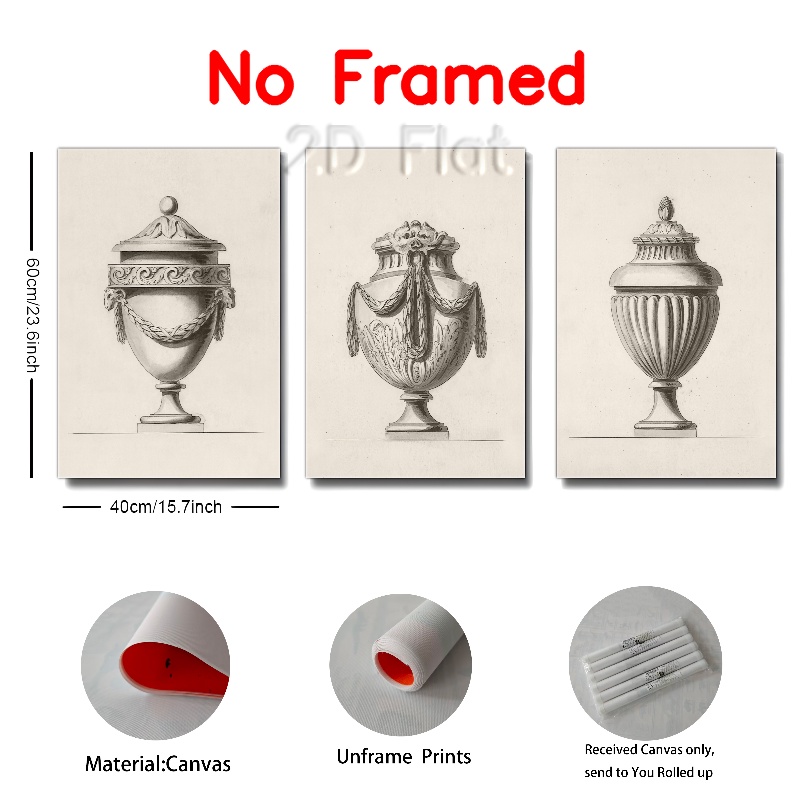 No Framed
2D Flat
60cm/23.6inch
40cm/15.7inch
Material:Canvas
Unframe Prints
Received Canvas only,
send to You Rolled up